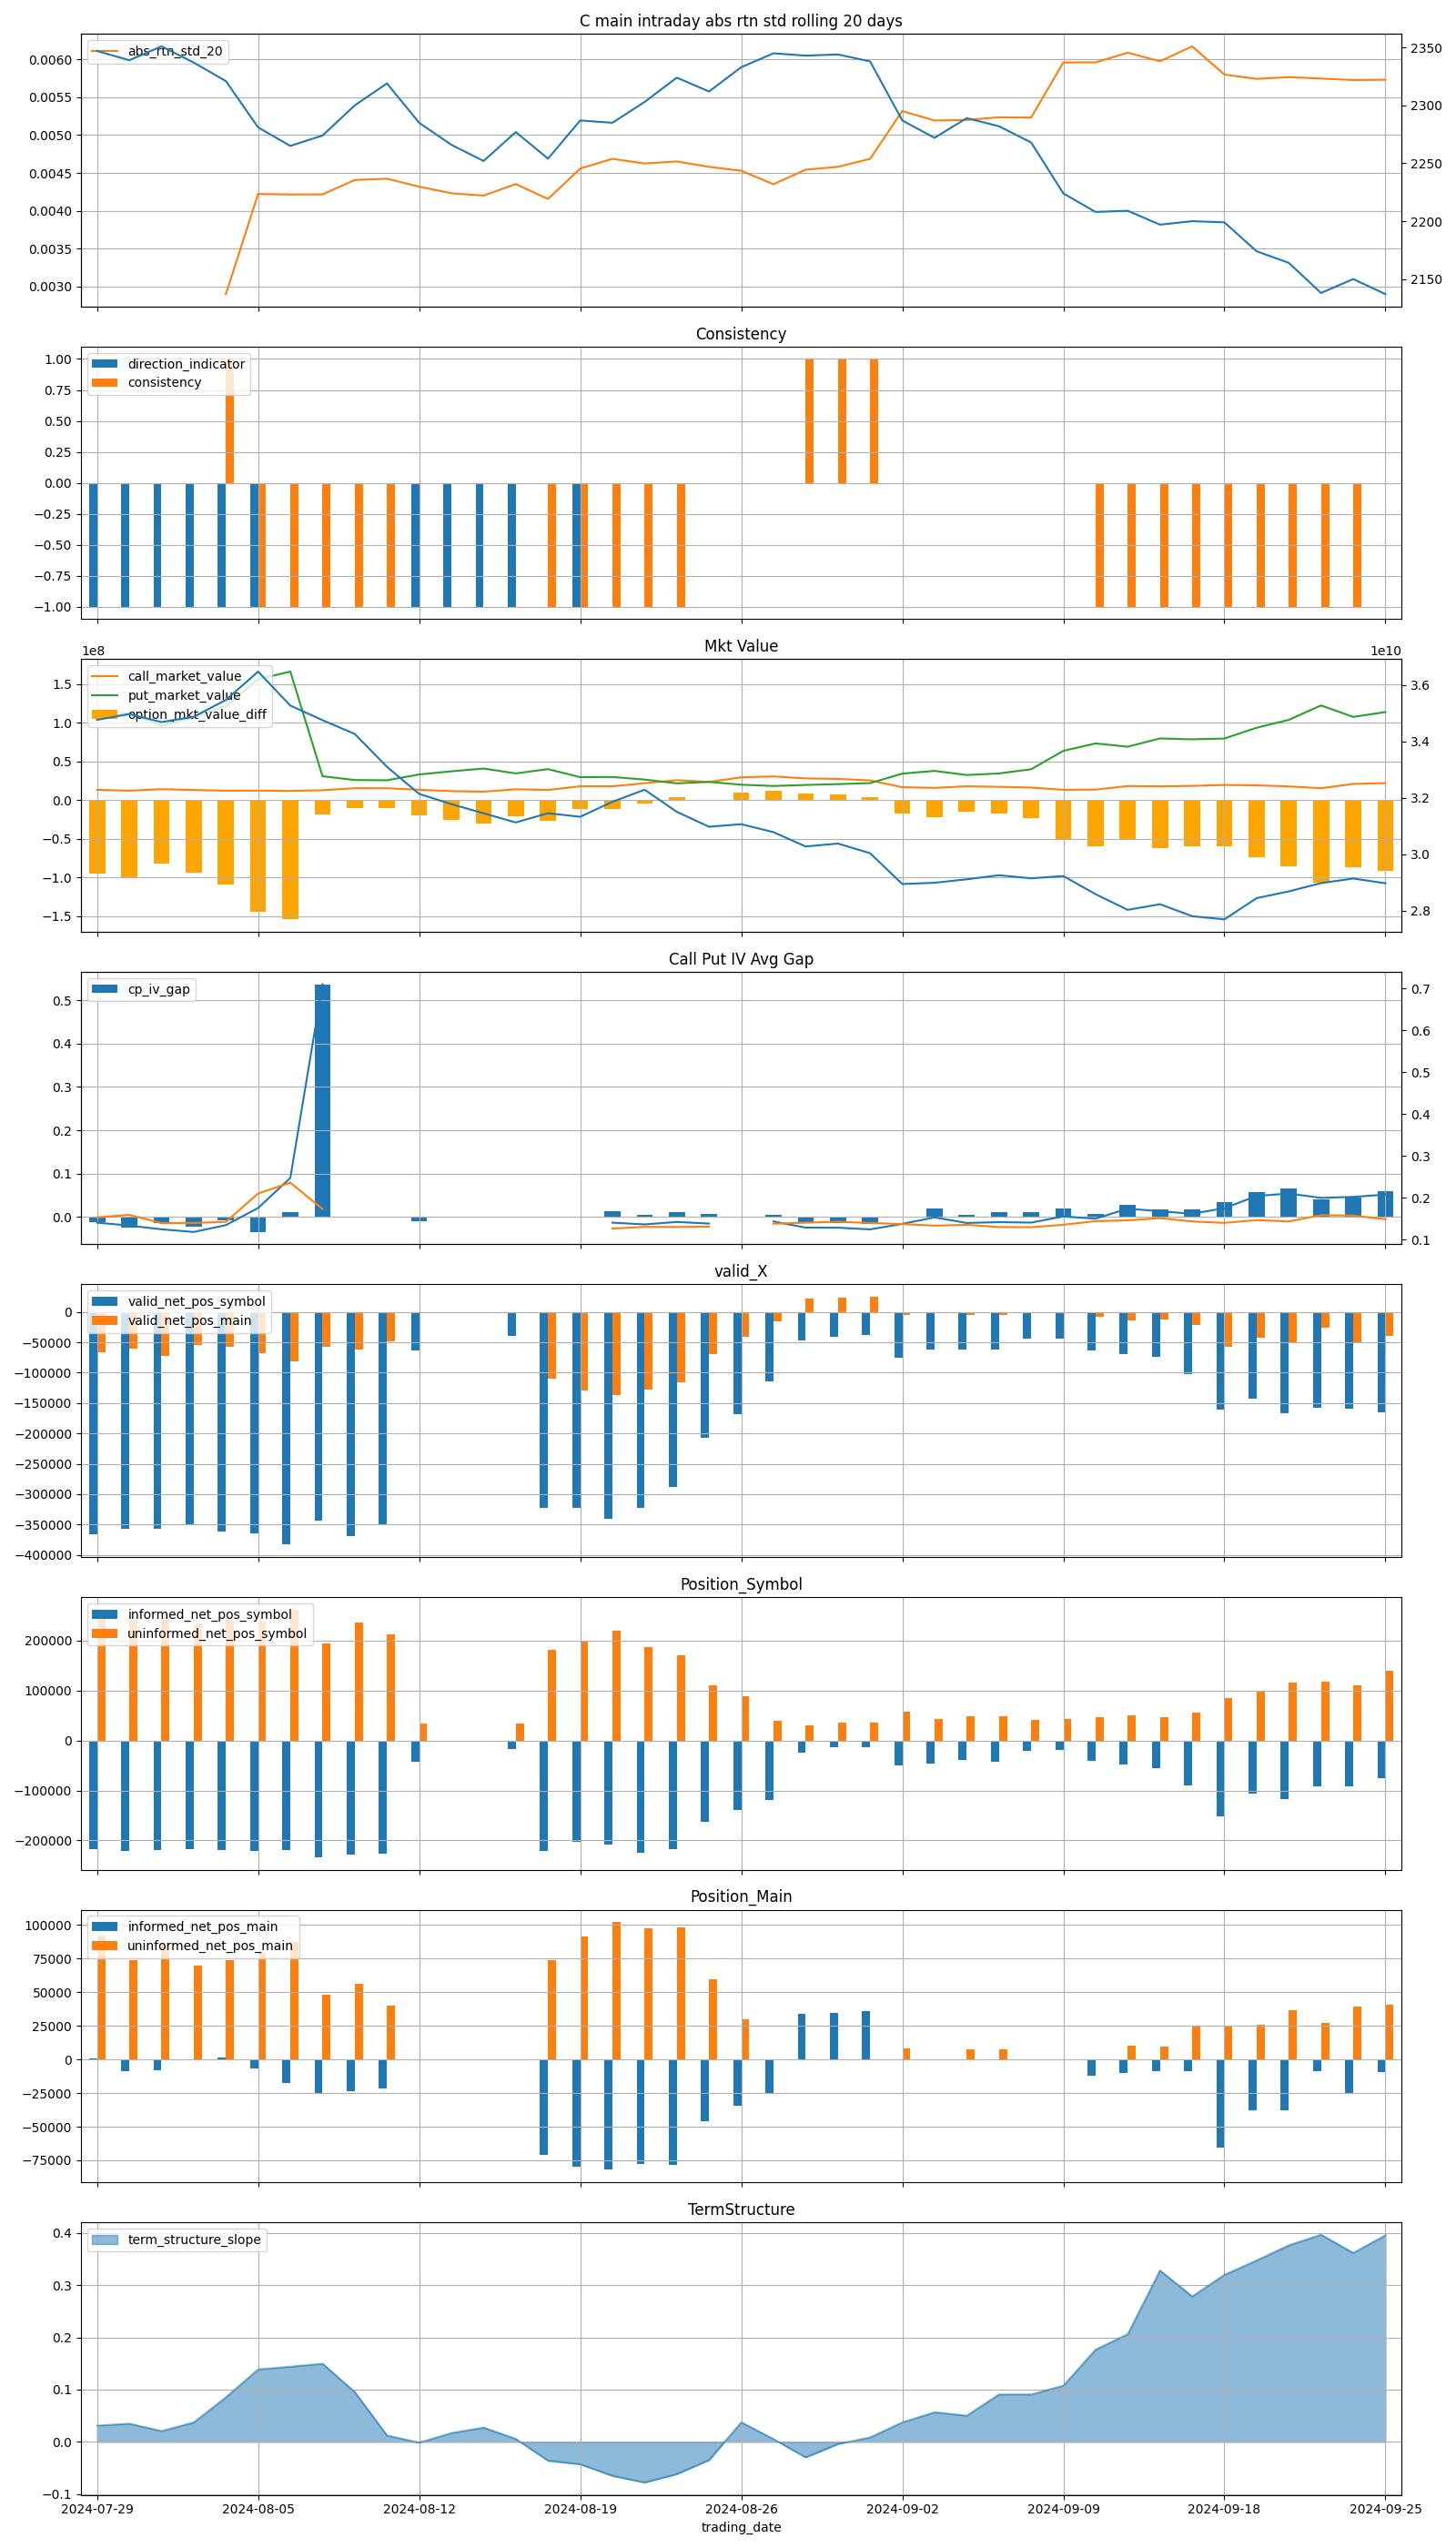 C main intraday abs rtn std rolling 20 days
abs_rtn_std_20
0.0060
0.0055
0.0050
0.0045
0.0040
0.0035
0.0030
2350
2300
2250
2200
2150
Consistency
direction_indicator
consistency
1.00
0.75
0.50
0.25
0.00
−0.25
−0.50
−0.75
−1.00
Mkt Value
1e8
1e10
call_market_value
put_market_value
option_mkt_value_diff
1.5
1.0
0.5
0.0
−0.5
−1.0
−1.5
3.6
3.4
3.2
3.0
2.8
Call Put IV Avg Gap
cp_iv_gap
0.5
0.4
0.3
0.2
0.1
0.0
0.7
0.6
0.5
0.4
0.3
0.2
0.1
valid_X
valid_net_pos_symbol
valid_net_pos_main
0
−50000
−100000
−150000
−200000
−250000
−300000
−350000
−400000
Position_Symbol
informed_net_pos_symbol
uninformed_net_pos_symbol
200000
100000
0
−100000
−200000
Position_Main
informed_net_pos_main
uninformed_net_pos_main
100000
75000
50000
25000
0
−25000
−50000
−75000
TermStructure
term_structure_slope
0.4
0.3
0.2
0.1
0.0
−0.1
2024-07-29 2024-08-05 2024-08-12 2024-08-19 2024-08-26 2024-09-02 2024-09-09 2024-09-18 2024-09-25
trading_date